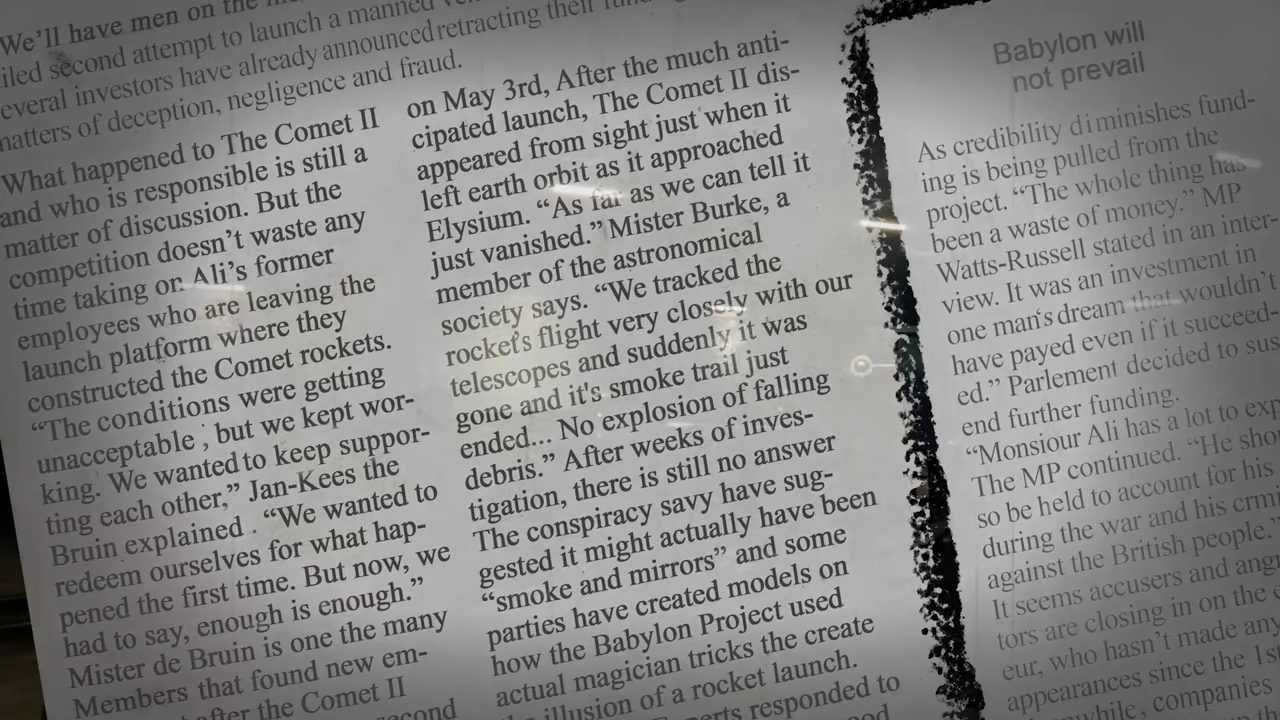 We'll have men on the
iled second attempt to launch a manned
everal investors have already announced retracting their
matters of deception, negligence and fraud.
What happened to The Comet II
and who is responsible is still a
matter of discussion. But the
competition doesn't waste any
time taking on Ali's former
employees who are leaving the
launch platform where they
constructed the Comet rockets.
“The conditions were getting
unacceptable , but we kept wor-
king. We wanted to keep suppor-
ting each other,” Jan-Kees the
Bruin explained . “We wanted to
redeem ourselves for what hap-
pened the first time. But now, we
had to say, enough is enough.”
Mister de Bruin is one the many
Members that found new em-
after the Comet II
second
on May 3rd, After the much anti-
cipated launch, The Comet II dis-
appeared from sight just when it
left earth orbit as it approached
Elysium. “As far as we can tell it
just vanished.” Mister Burke, a
member of the astronomical
society says. “We tracked the
rocket's flight very closely with our
telescopes and suddenly it was
gone and it's smoke trail just
ended... No explosion of falling
debris.” After weeks of inves-
tigation, there is still no answer
The conspiracy savy have sug-
gested it might actually have been
“smoke and mirrors” and some
parties have created models on
how the Babylon Project used
actual magician tricks the create
illusion of a rocket launch.
responded to
Babylon will
not prevail
As credibility diminishes fund-
ing is being pulled from the
project. “The whole thing has
been a waste of money.” MP
Watts-Russell stated in an inter-
view. It was an investment in
one man's dream that wouldn't
have payed even if it succeed-
ed.” Parlement decided to sus
end further funding.
“Monsiour Ali has a lot to exp
The MP continued. “He sho
so be held to account for his
during the war and his crmi
against the British people.”
It seems accusers and angr
tors are closing in on the e
eur, who hasn't made any
appearances since the 1st
while, companies